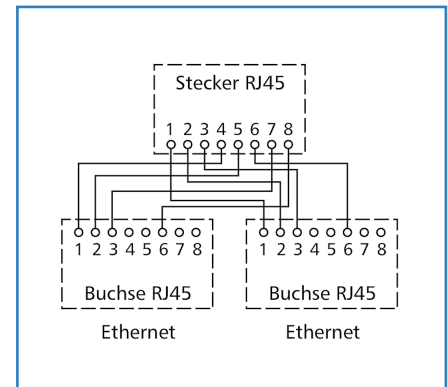 Stecker RJ45
1 2 3 4 5 6 7 8
1 2 3 4 5 6 7 8 1 2 3 4 5 6 7 8
Buchse RJ45 Buchse RJ45
Ethernet Ethernet